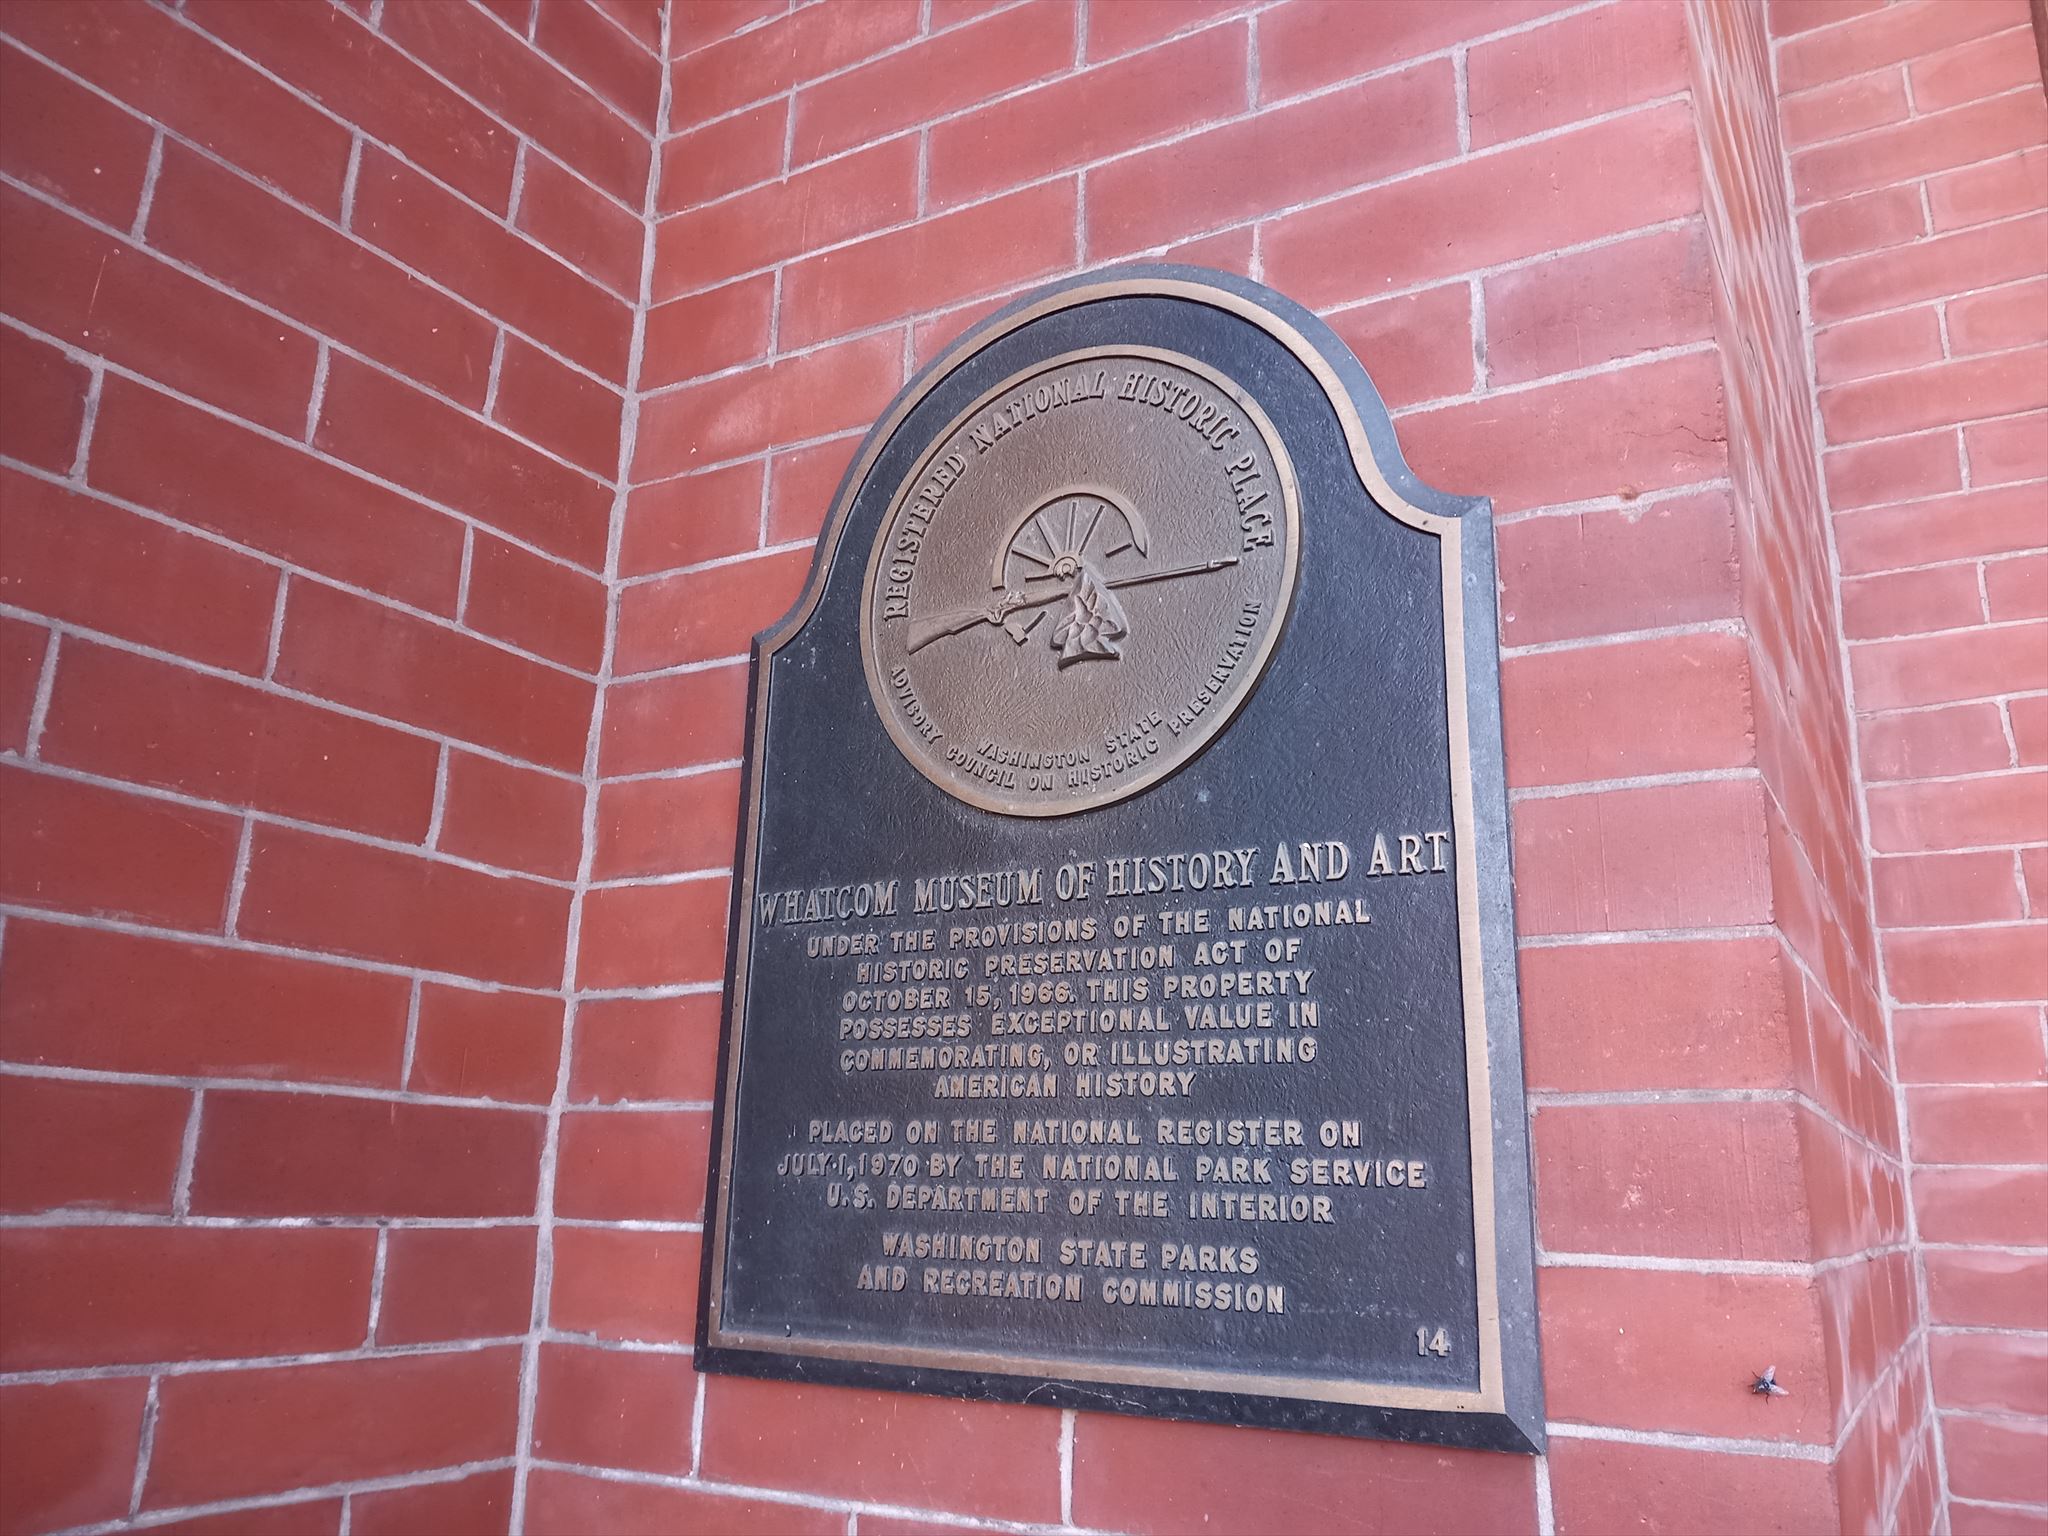 REGISTERED NATIONAL HISTORIC PLACE
WASHINGTON STATE
ADVISORY COUNCIL ON HISTORIC PRESERVATION
WHATCOM MUSEUM OF HISTORY AND ART
UNDER THE PROVISIONS OF THE NATIONAL
HISTORIC PRESERVATION ACT OF
OCTOBER 15, 1966. THIS PROPERTY
POSSESSES EXCEPTIONAL VALUE IN
COMMEMORATING, OR ILLUSTRATING
AMERICAN HISTORY
PLACED ON THE NATIONAL REGISTER ON
JULY 1, 1970 BY THE NATIONAL PARK SERVICE
U.S. DEPARTMENT OF THE INTERIOR
WASHINGTON STATE PARKS
AND RECREATION COMMISSION
14